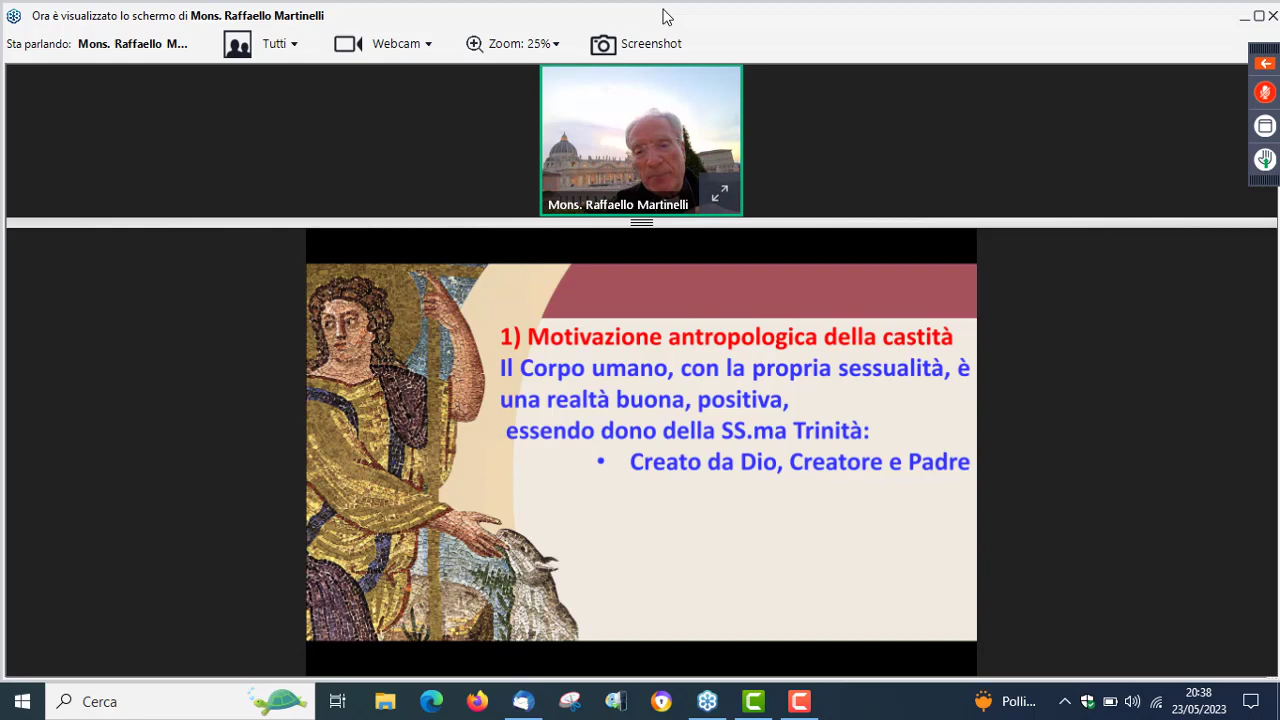 Ora è visualizzato lo schermo di Mons. Raffaello Martinelli
Sta parlando: Mons. Raffaello M... Tutti Webcam Zoom: 25% Screenshot
Mons. Raffaello Martinelli
1) Motivazione antropologica della castità
Il Corpo umano, con la propria sessualità, è
una realtà buona, positiva,
essendo dono della SS.ma Trinità:
• Creato da Dio, Creatore e Padre
Cerca
Polli...
20:38
23/05/2023